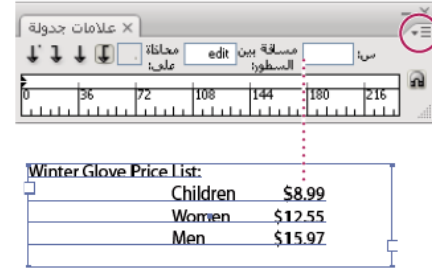 علامات جدولة
س: مسافة بين السطور: edit محاذاة على: .
0 36 72 108 144 180 216
Winter Glove Price List:
Children $8.99
Women $12.55
Men $15.97